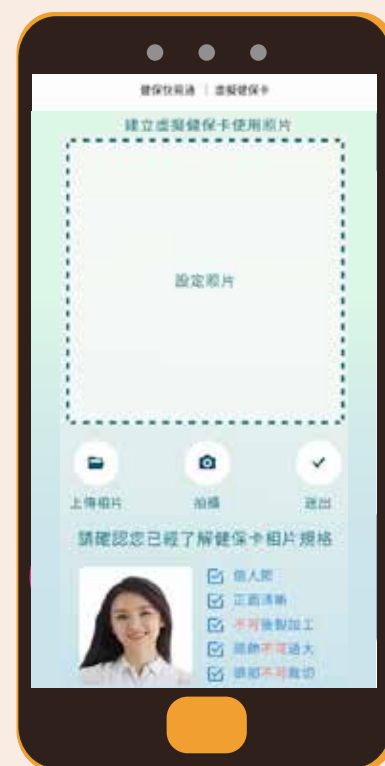 健保快易通 | 虛擬健保卡
建立虛擬健保卡使用照片
設定照片
上傳相片
拍攝
送出
請確認您已經了解健保卡相片規格
個人照
正面清晰
不可後製加工
頭飾不可過大
頭部不可裁切